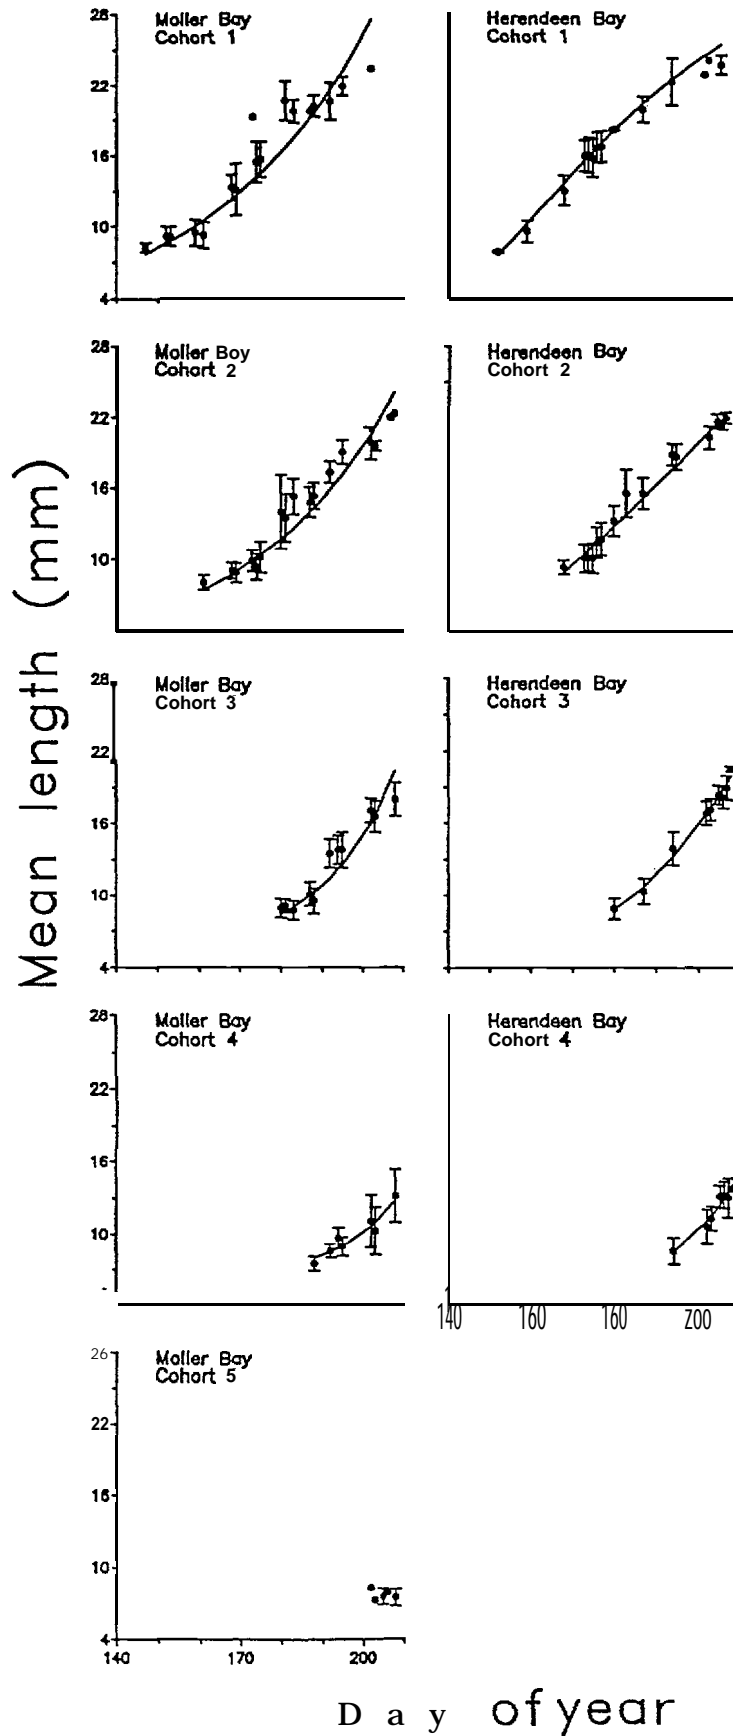 Moller Bay
Cohort 1
28
22
16
10
4
Herendeen Bay
Cohort 1
Moller Boy
Cohort 2
28
22
16
10
Herendeen Bay
Cohort 2
Mean length (mm)
Moller Bay
Cohort 3
28
22
16
10
4
Herendeen Bay
Cohort 3
Moller Bay
Cohort 4
28
22
16
10
Herendeen Bay
Cohort 4
140 160 160 Z00
Moller Bay
Cohort 5
26
22
16
10
4
140 170 200
Day of year